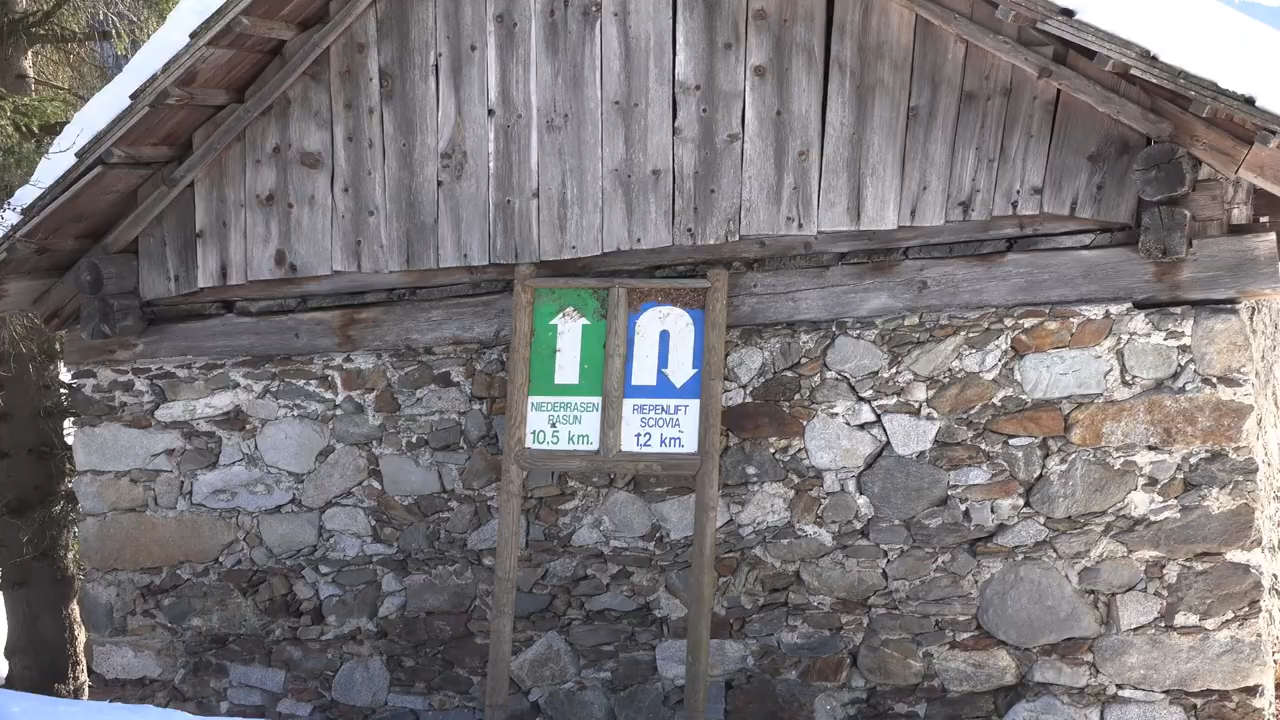 NIEDERRASEN
RASUN
10,5 km.
RIEPENLIFT
SCIOVIA
1,2 km.